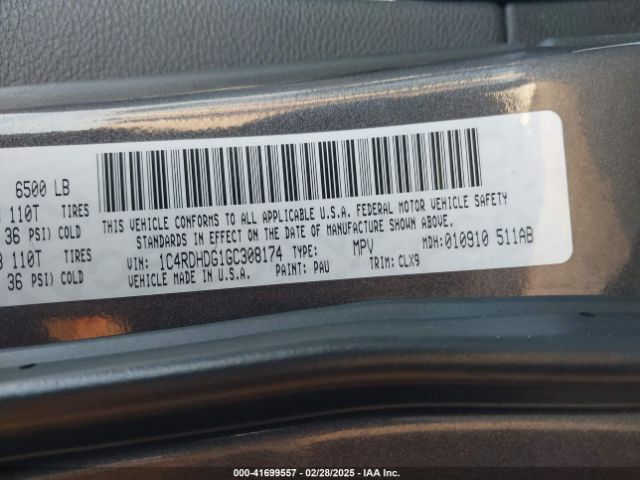 6500 LB
110T TIRES
36 PSI) COLD
110T TIRES
36 PSI) COLD
THIS VEHICLE CONFORMS TO ALL APPLICABLE U.S.A. FEDERAL MOTOR VEHICLE SAFETY
STANDARDS IN EFFECT ON THE DATE OF MANUFACTURE SHOWN ABOVE.
VIN: 1C4RDHDG1GC308174 TYPE: MPV MDH: 010910 511AB
VEHICLE MADE IN U.S.A. PAINT: PAU TRIM: CLX9
000-41699557 - 02/28/2025 - IAA Inc.